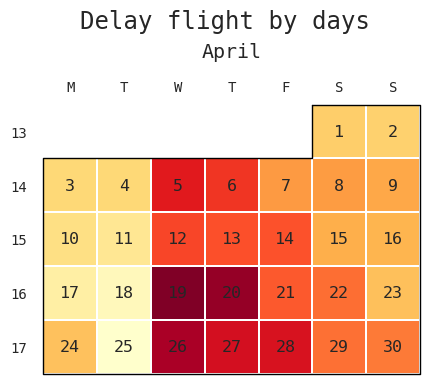 Delay flight by days
April
M T W T F S S
13 1 2
14 3 4 5 6 7 8 9
15 10 11 12 13 14 15 16
16 17 18 19 20 21 22 23
17 24 25 26 27 28 29 30